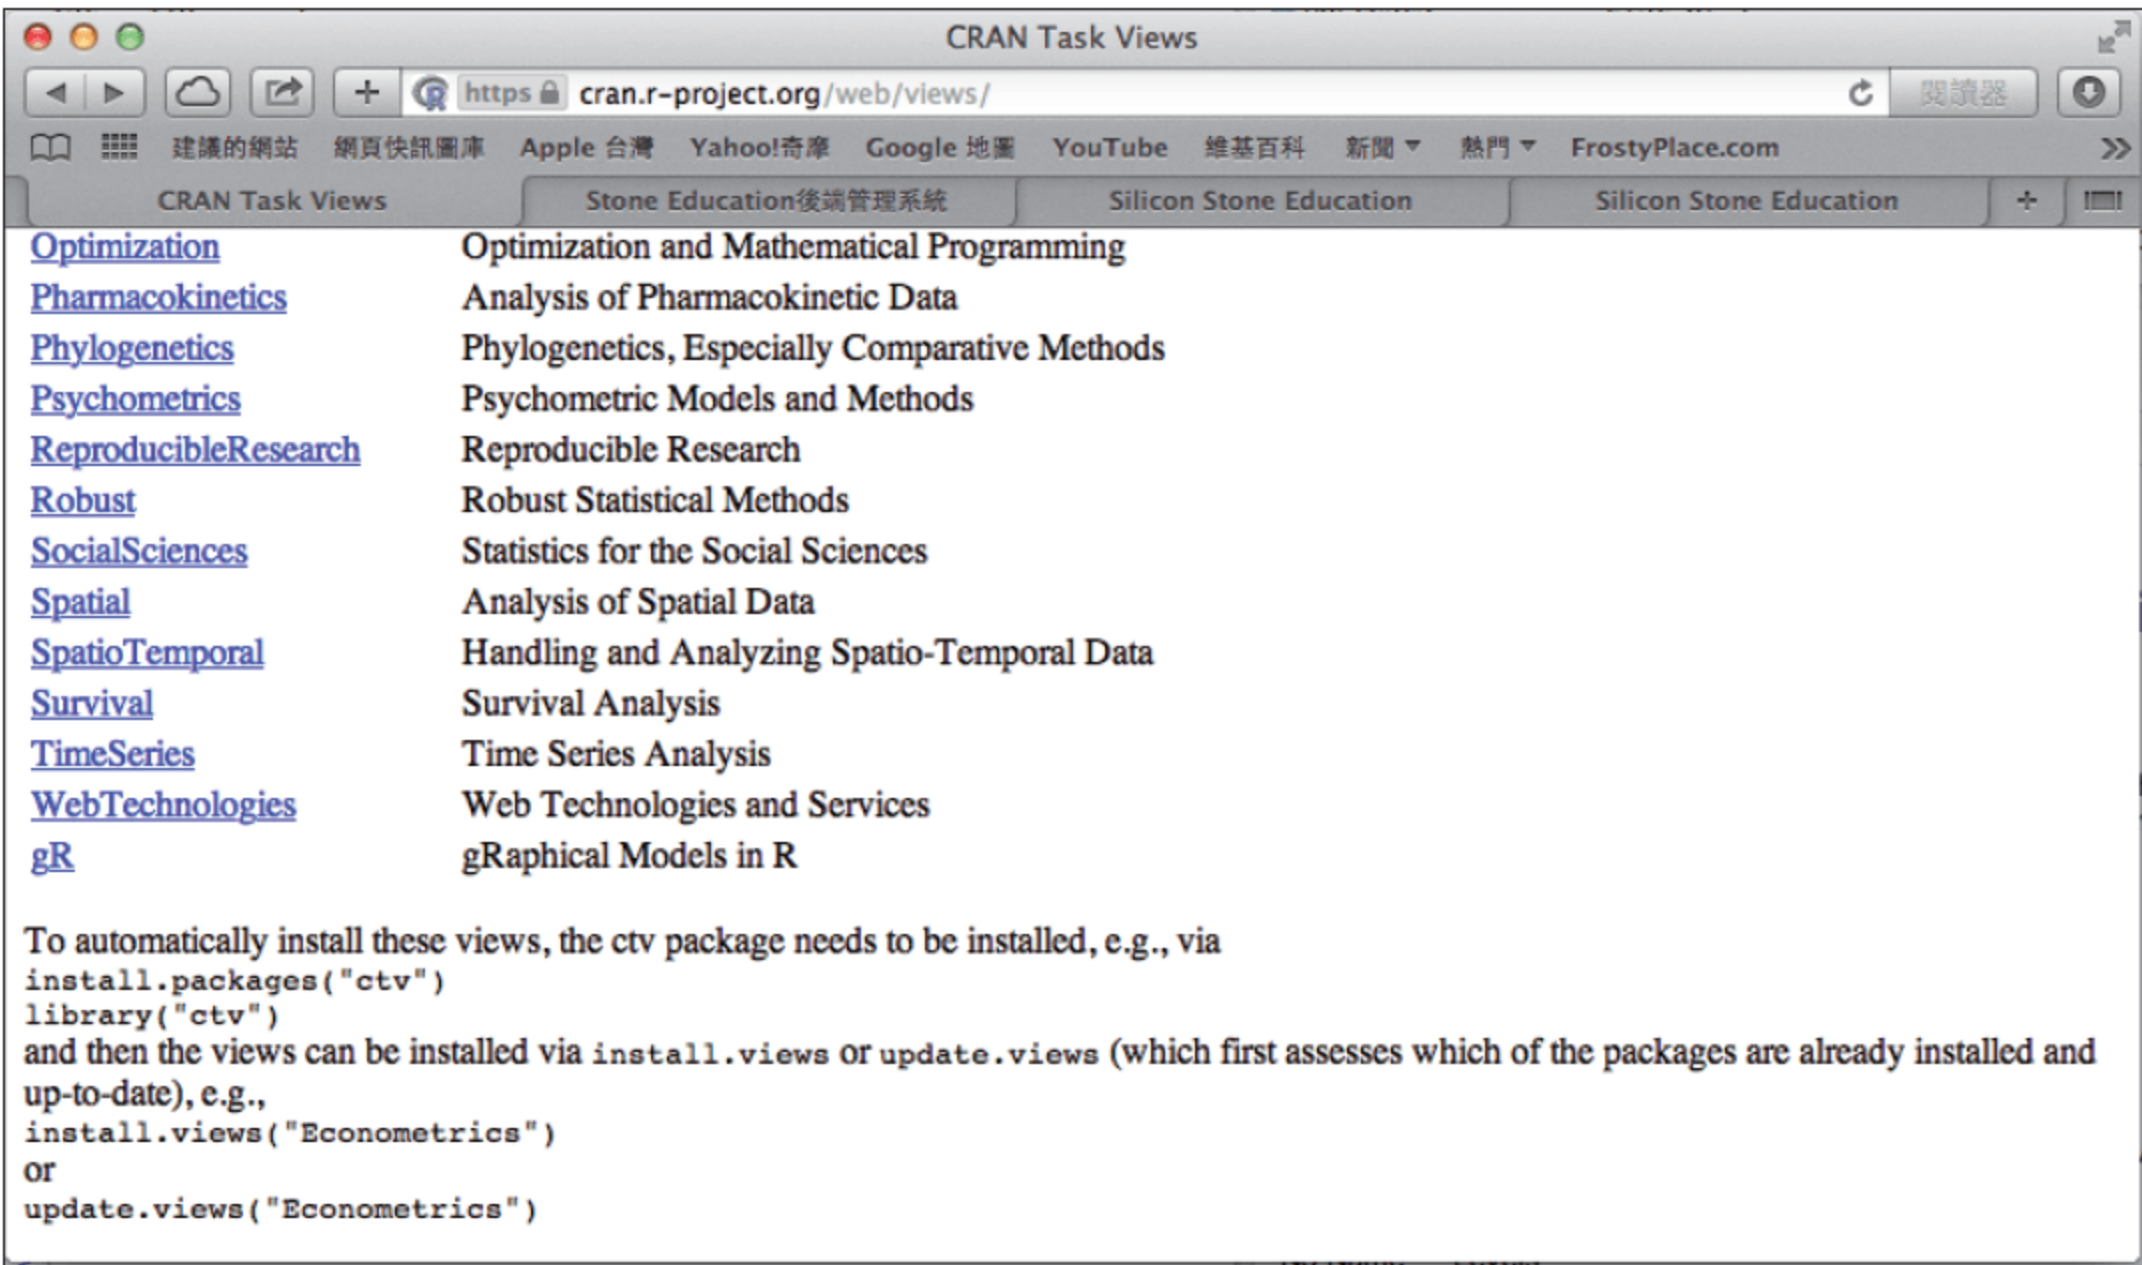 CRAN Task Views
https cran.r-project.org/web/views/ 閱讀器
建議的網站 網頁快訊圖庫 Apple 台灣 Yahoo!奇摩 Google 地圖 YouTube 維基百科 新聞 熱門 FrostyPlace.com
CRAN Task Views Stone Education後端管理系統 Silicon Stone Education Silicon Stone Education
Optimization Optimization and Mathematical Programming
Pharmacokinetics Analysis of Pharmacokinetic Data
Phylogenetics Phylogenetics, Especially Comparative Methods
Psychometrics Psychometric Models and Methods
ReproducibleResearch Reproducible Research
Robust Robust Statistical Methods
SocialSciences Statistics for the Social Sciences
Spatial Analysis of Spatial Data
SpatioTemporal Handling and Analyzing Spatio-Temporal Data
Survival Survival Analysis
TimeSeries Time Series Analysis
WebTechnologies Web Technologies and Services
gR gRaphical Models in R
To automatically install these views, the ctv package needs to be installed, e.g., via
install.packages("ctv")
library("ctv")
and then the views can be installed via install.views or update.views (which first assesses which of the packages are already installed and
up-to-date), e.g.,
install.views("Econometrics")
or
update.views("Econometrics")